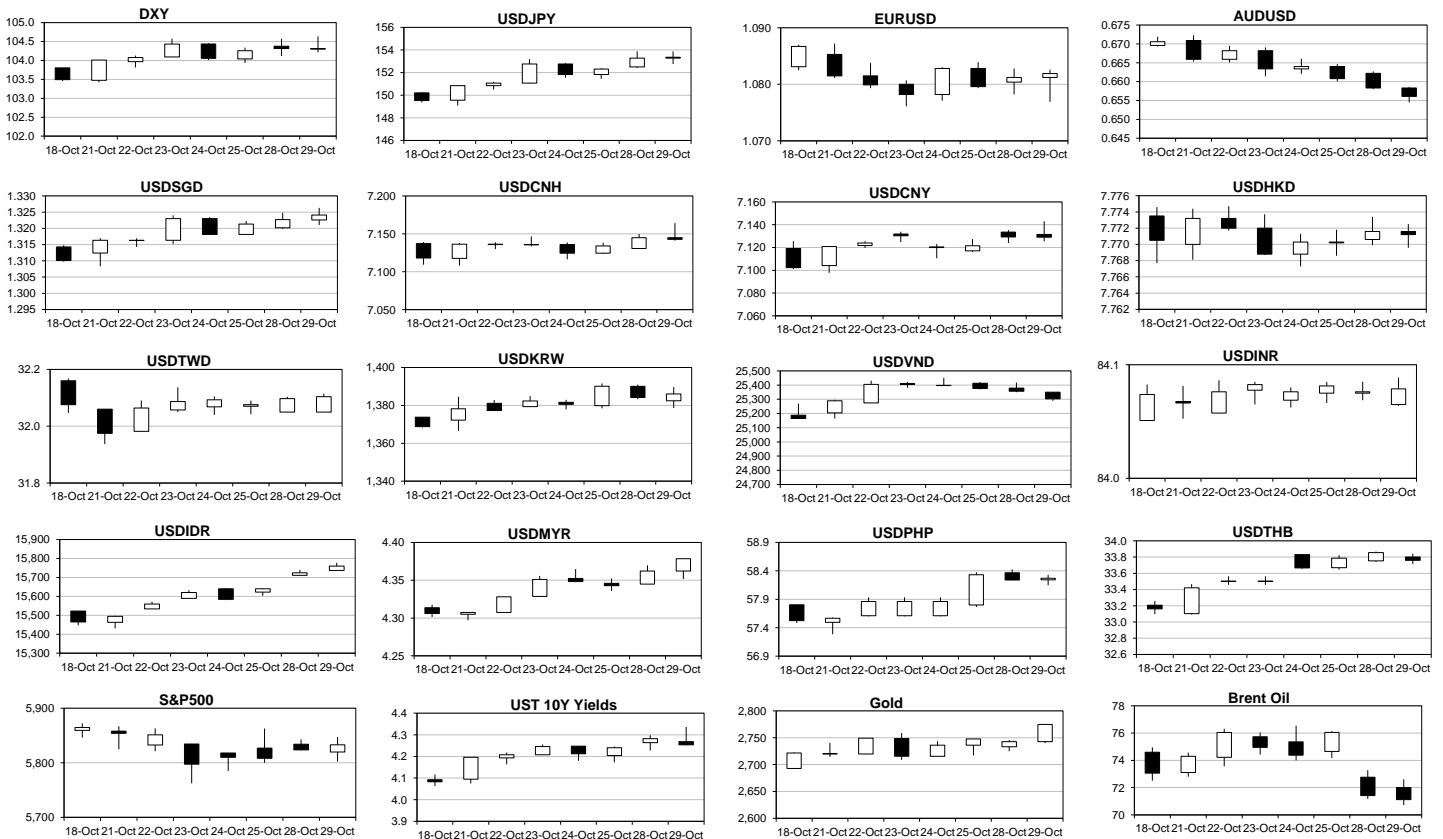 DXY
105.0
104.5
104.0
103.5
103.0
102.5
102.0
18-Oct 21-Oct 22-Oct 23-Oct 24-Oct 25-Oct 28-Oct 29-Oct
USDJPY
156
154
152
150
148
146
18-Oct 21-Oct 22-Oct 23-Oct 24-Oct 25-Oct 28-Oct 29-Oct
EURUSD
1.090
1.080
1.070
18-Oct 21-Oct 22-Oct 23-Oct 24-Oct 25-Oct 28-Oct 29-Oct
AUDUSD
0.675
0.670
0.665
0.660
0.655
0.650
0.645
18-Oct 21-Oct 22-Oct 23-Oct 24-Oct 25-Oct 28-Oct 29-Oct
USDSGD
1.330
1.325
1.320
1.315
1.310
1.305
1.300
1.295
18-Oct 21-Oct 22-Oct 23-Oct 24-Oct 25-Oct 28-Oct 29-Oct
USDCNH
7.200
7.150
7.100
7.050
18-Oct 21-Oct 22-Oct 23-Oct 24-Oct 25-Oct 28-Oct 29-Oct
USDCNY
7.160
7.140
7.120
7.100
7.080
7.060
18-Oct 21-Oct 22-Oct 23-Oct 24-Oct 25-Oct 28-Oct 29-Oct
USDHKD
7.776
7.774
7.772
7.770
7.768
7.766
7.764
7.762
18-Oct 21-Oct 22-Oct 23-Oct 24-Oct 25-Oct 28-Oct 29-Oct
USDTWD
32.2
32.0
31.8
18-Oct 21-Oct 22-Oct 23-Oct 24-Oct 25-Oct 28-Oct 29-Oct
USDKRW
1,400
1,380
1,360
1,340
18-Oct 21-Oct 22-Oct 23-Oct 24-Oct 25-Oct 28-Oct 29-Oct
USDVND
25,500
25,400
25,300
25,200
25,100
25,000
24,900
24,800
24,700
18-Oct 21-Oct 22-Oct 23-Oct 24-Oct 25-Oct 28-Oct 29-Oct
USDINR
84.1
84.0
18-Oct 21-Oct 22-Oct 23-Oct 24-Oct 25-Oct 28-Oct 29-Oct
USDIDR
15,900
15,800
15,700
15,600
15,500
15,400
15,300
18-Oct 21-Oct 22-Oct 23-Oct 24-Oct 25-Oct 28-Oct 29-Oct
USDMYR
4.40
4.35
4.30
4.25
18-Oct 21-Oct 22-Oct 23-Oct 24-Oct 25-Oct 28-Oct 29-Oct
USDPHP
58.9
58.4
57.9
57.4
56.9
18-Oct 21-Oct 22-Oct 23-Oct 24-Oct 25-Oct 28-Oct 29-Oct
USDTHB
34.0
33.8
33.6
33.4
33.2
33.0
32.8
32.6
18-Oct 21-Oct 22-Oct 23-Oct 24-Oct 25-Oct 28-Oct 29-Oct
S&P500
5,900
5,800
5,700
18-Oct 21-Oct 22-Oct 23-Oct 24-Oct 25-Oct 28-Oct 29-Oct
UST 10Y Yields
4.4
4.3
4.2
4.1
4.0
3.9
18-Oct 21-Oct 22-Oct 23-Oct 24-Oct 25-Oct 28-Oct 29-Oct
Gold
2,800
2,750
2,700
2,650
2,600
18-Oct 21-Oct 22-Oct 23-Oct 24-Oct 25-Oct 28-Oct 29-Oct
Brent Oil
78
76
74
72
70
18-Oct 21-Oct 22-Oct 23-Oct 24-Oct 25-Oct 28-Oct 29-Oct